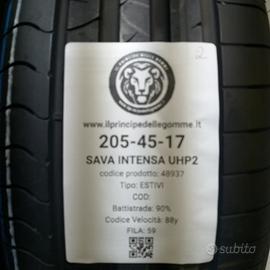 2
www.ilprincipedellegomme.it
205-45-17
SAVA INTENSA UHP2
codice prodotto: 48937
Tipo: ESTIVI
COD:
Battistrada: 90%
Codice Velocità: 88y
FILA: 59
subito